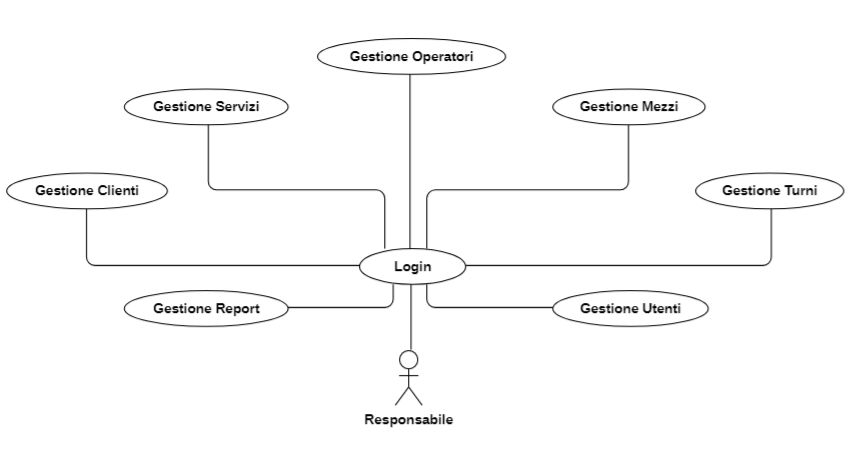 Gestione Operatori
Gestione Servizi
Gestione Mezzi
Gestione Clienti
Gestione Turni
Login
Gestione Report
Gestione Utenti
Responsabile